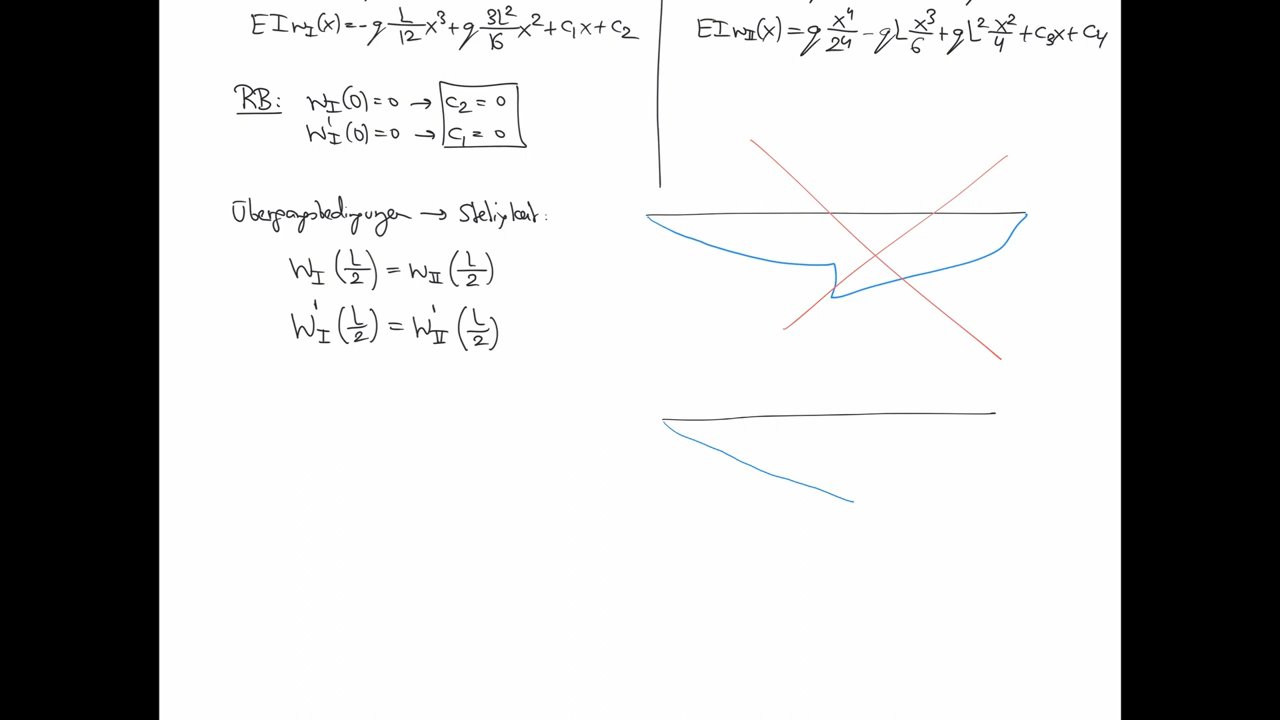 EI w_I(x) = -q L/12 x³ + q 3L²/16 x² + c₁x + c₂
EI w_II(x) = q x⁴/24 - qL x³/6 + qL² x²/4 + c₃x + c₄
RB: w_I(0) = 0 → c₂ = 0
w_I'(0) = 0 → c₁ = 0
Übergangsbedingungen → Stetigkeit:
w_I(L/2) = w_II(L/2)
w_I'(L/2) = w_II'(L/2)